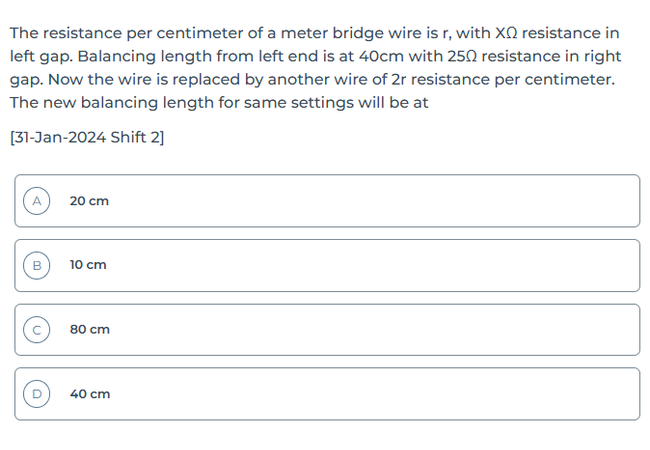 The resistance per centimeter of a meter bridge wire is r, with XΩ resistance in
left gap. Balancing length from left end is at 40cm with 25Ω resistance in right
gap. Now the wire is replaced by another wire of 2r resistance per centimeter.
The new balancing length for same settings will be at
[31-Jan-2024 Shift 2]
A 20 cm
B 10 cm
C 80 cm
D 40 cm